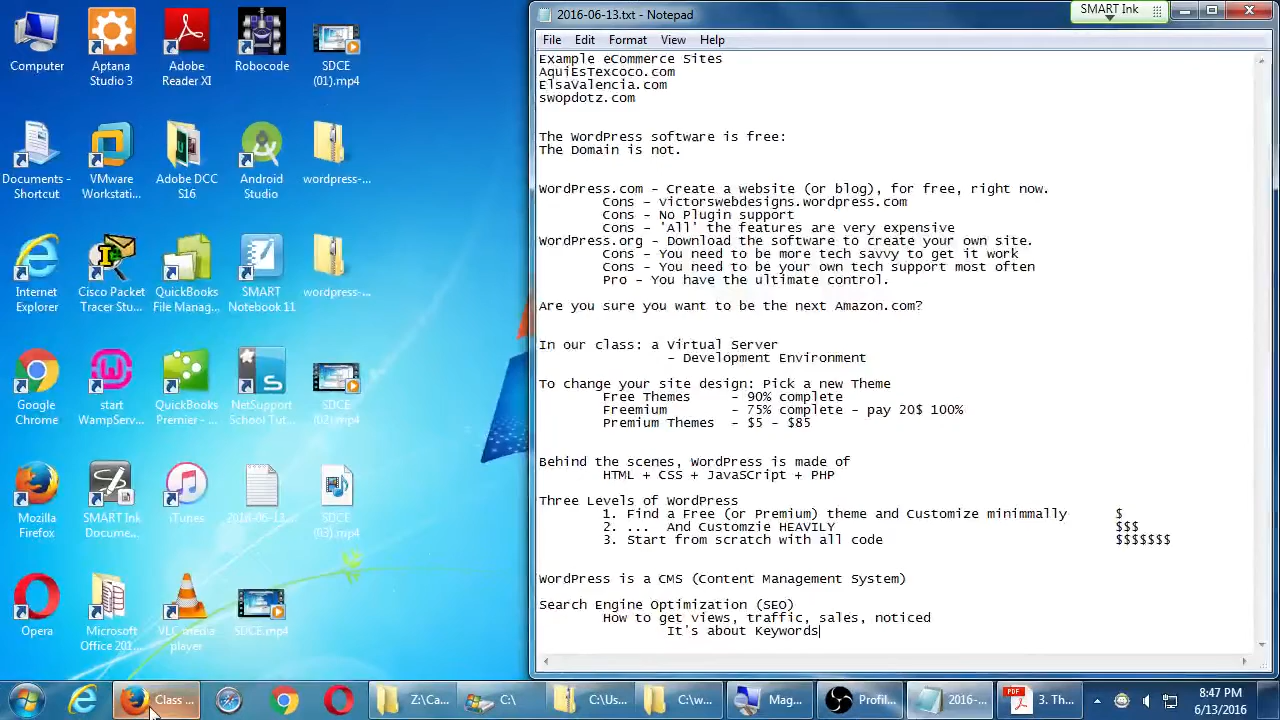 Computer
Aptana Studio 3
Adobe Reader XI
Robocode
SDCE (01).mp4
Documents - Shortcut
VMware Workstati...
Adobe DCC S16
Android Studio
wordpress-...
Internet Explorer
Cisco Packet Tracer Stu...
QuickBooks File Manag...
SMART Notebook 11
wordpress-...
Google Chrome
start WampServ...
QuickBooks Premier - ...
NetSupport School Tut...
SDCE (02).mp4
Mozilla Firefox
SMART Ink Docume...
iTunes
2016-06-13....
SDCE (03).mp4
Opera
Microsoft Office 201...
VLC media player
SDCE.mp4
2016-06-13.txt - Notepad
SMART Ink
File Edit Format View Help
Example eCommerce Sites
AquiEsTexcoco.com
ElsaValencia.com
swopdotz.com
The WordPress software is free:
The Domain is not.
WordPress.com - Create a website (or blog), for free, right now.
Cons - victorswebdesigns.wordpress.com
Cons - No Plugin support
Cons - 'All' the features are very expensive
WordPress.org - Download the software to create your own site.
Cons - You need to be more tech savvy to get it work
Cons - You need to be your own tech support most often
Pro - You have the ultimate control.
Are you sure you want to be the next Amazon.com?
In our class: a Virtual Server
- Development Environment
To change your site design: Pick a new Theme
Free Themes - 90% complete
Freemium - 75% complete - pay 20$ 100%
Premium Themes - $5 - $85
Behind the scenes, WordPress is made of
HTML + CSS + JavaSCript + PHP
Three Levels of WordPress
1. Find a Free (or Premium) theme and Customize minimmally $
2. ... And Customzie HEAVILY $$$
3. Start from scratch with all code $$$$$$$
WordPress is a CMS (Content Management System)
Search Engine Optimization (SEO)
How to get views, traffic, sales, noticed
It's about Keywords
Class ...
Z:\Ca...
C:\
C:\Us...
C:\w...
Mag...
Profil...
2016-...
3. Th...
8:47 PM
6/13/2016